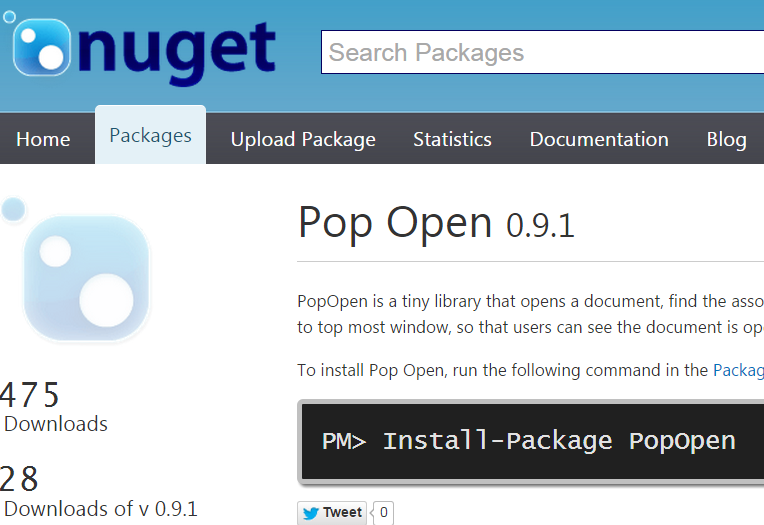 nuget
Search Packages
Home Packages Upload Package Statistics Documentation Blog
Pop Open 0.9.1
PopOpen is a tiny library that opens a document, find the asso
to top most window, so that users can see the document is op
To install Pop Open, run the following command in the Packag
PM> Install-Package PopOpen
475
Downloads
28
Downloads of v 0.9.1
Tweet 0